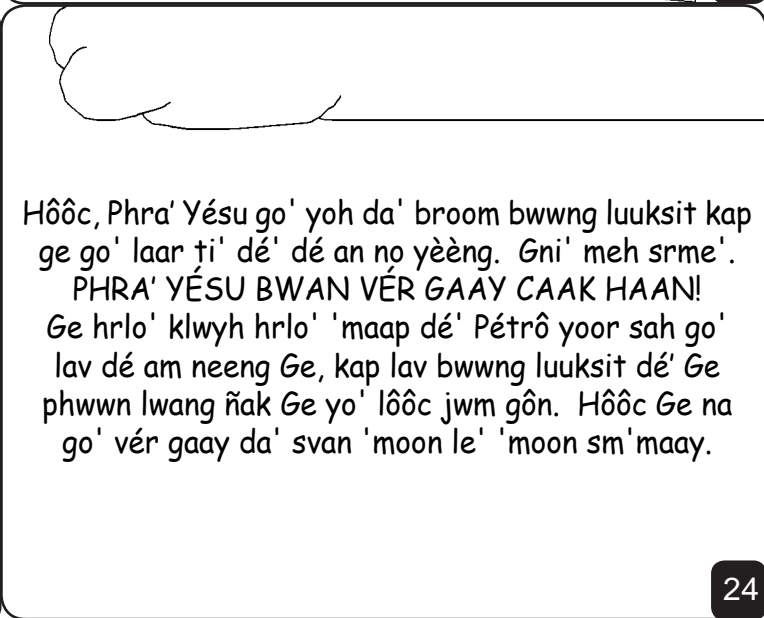 Hôôc, Phra' Yésu go' yoh da' broom bwwng luuksit kap
ge go' laar ti' dé' dé an no yèèng.  Gni' meh srme'.
PHRA' YÉSU BWAN VÉR GAAY CAAK HAAN!
Ge hrlo' klwyh hrlo' 'maap dé' Pétrô yoor sah go'
lav dé am neeng Ge, kap lav bwwng luuksit dé' Ge
phwwn lwang ñak Ge yo' lôôc jwm gôn.  Hôôc Ge na
go' vér gaay da' svan 'moon le' 'moon sm'maay.
24